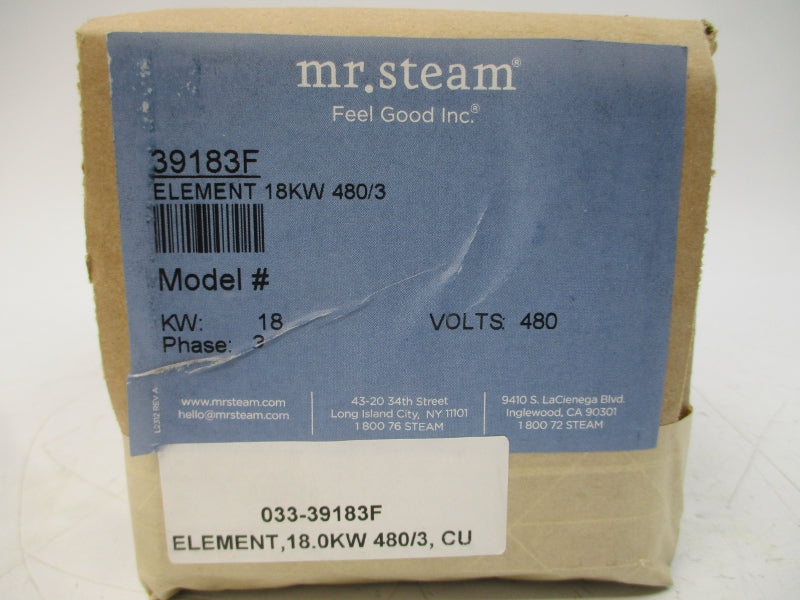 mr.steam®
Feel Good Inc.®
39183F
ELEMENT 18KW 480/3
Model #
KW: 18 VOLTS: 480
Phase: 3
L2312 REV A
www.mrsteam.com
hello@mrsteam.com
43-20 34th Street
Long Island City, NY 11101
1 800 76 STEAM
9410 S. LaCienega Blvd.
Inglewood, CA 90301
1 800 72 STEAM
033-39183F
ELEMENT,18.0KW 480/3, CU